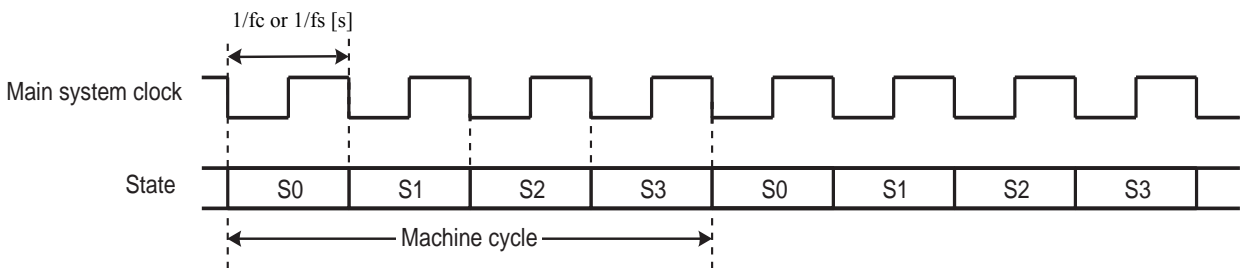 1/fc or 1/fs [s]
Main system clock
State S0 S1 S2 S3 S0 S1 S2 S3
Machine cycle